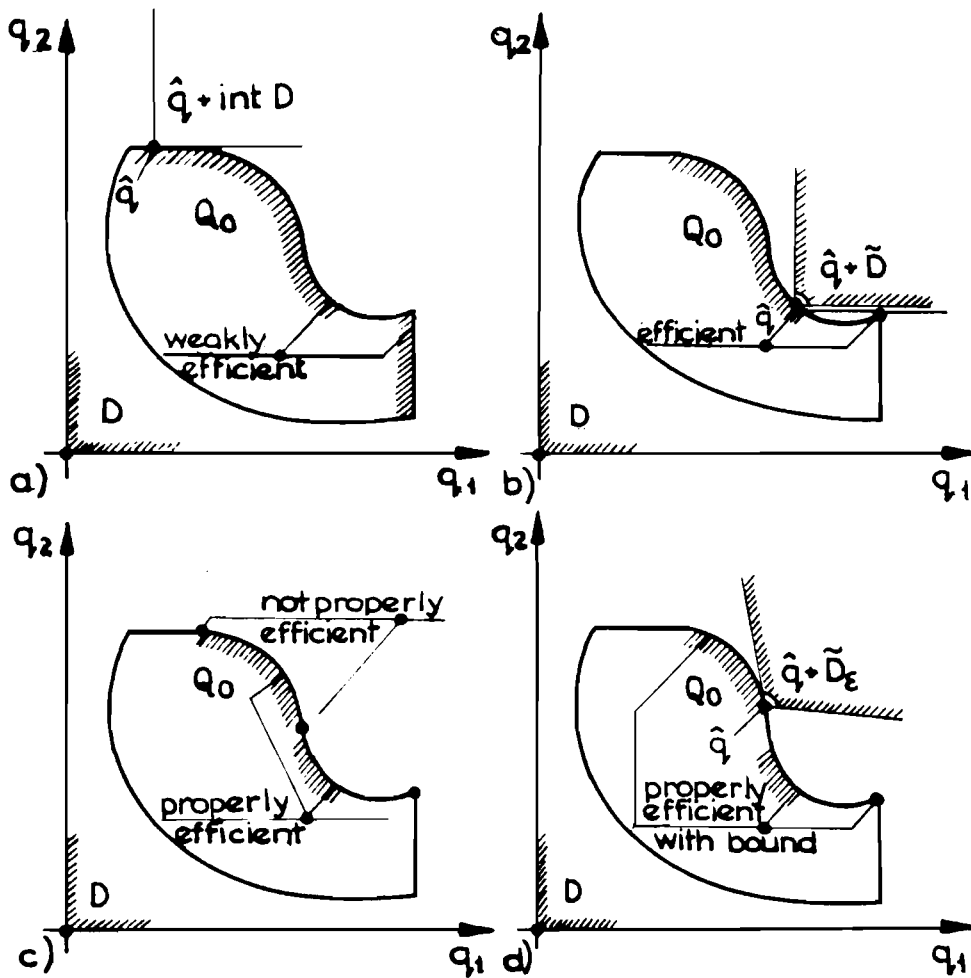 q₂
q̂ + int D
q̂
Q₀
weakly
efficient
D
a)
q₁
q₂
Q₀
q̂ + D̃
efficient
q̂
D
b)
q₁
q₂
not properly
efficient
Q₀
properly
efficient
D
c)
q₁
q₂
Q₀
q̂ + D̃ε
q̂
properly
efficient
with bound
D
d)
q₁